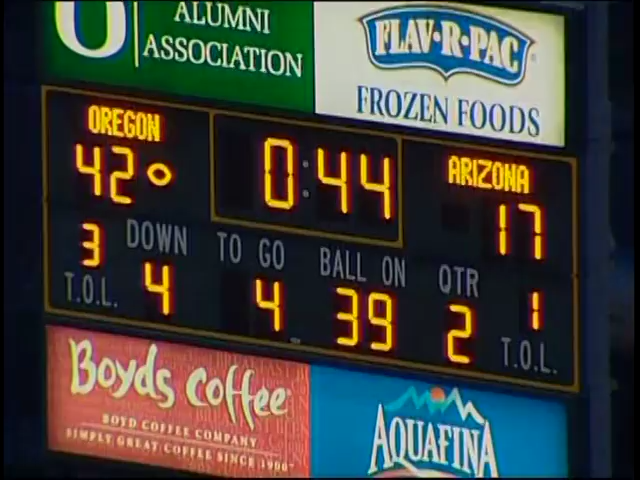 ALUMNI
ASSOCIATION
FLAV·R·PAC
FROZEN FOODS
OREGON
42
0:44
ARIZONA
17
3
DOWN
TO GO
BALL ON
QTR
1
T.O.L.
4
4
39
2
T.O.L.
Boyds Coffee
BOYD COFFEE COMPANY
SIMPLY GREAT COFFEE SINCE 1900
AQUAFINA